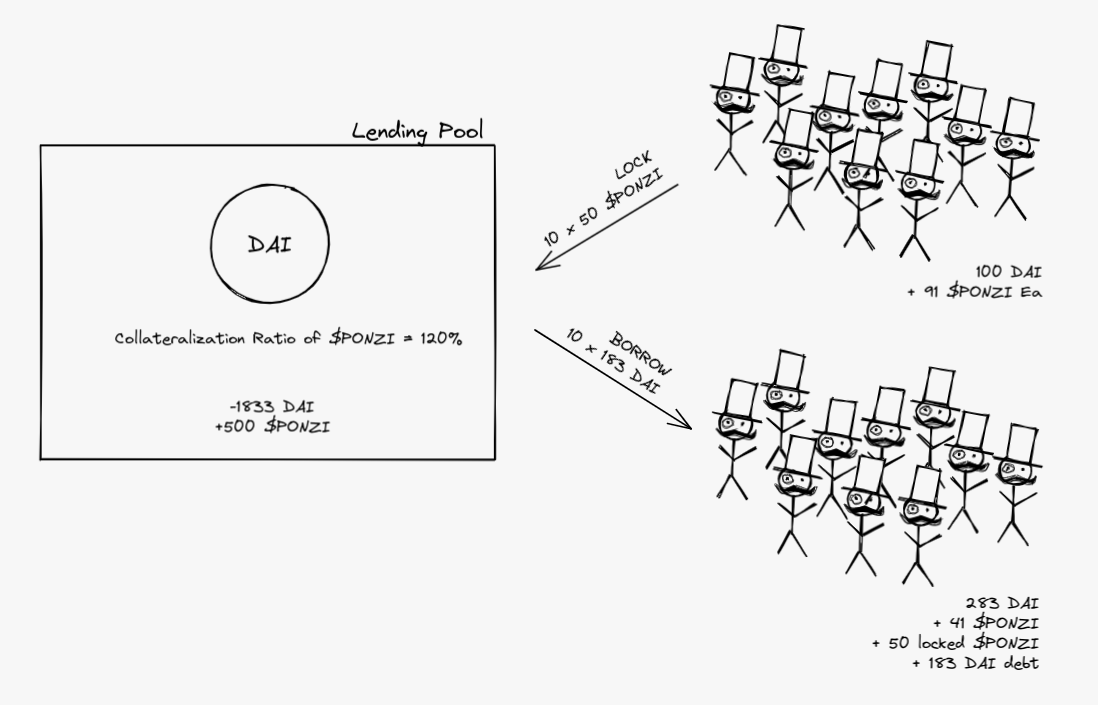 Lending Pool
DAI
Collateralization Ratio of $PONZI = 120%
-1833 DAI
+500 $PONZI
LOCK
10 x 50 $PONZI
100 DAI
+ 91 $PONZI Ea
BORROW
10 x 183 DAI
283 DAI
+ 41 $PONZI
+ 50 locked $PONZI
+ 183 DAI debt